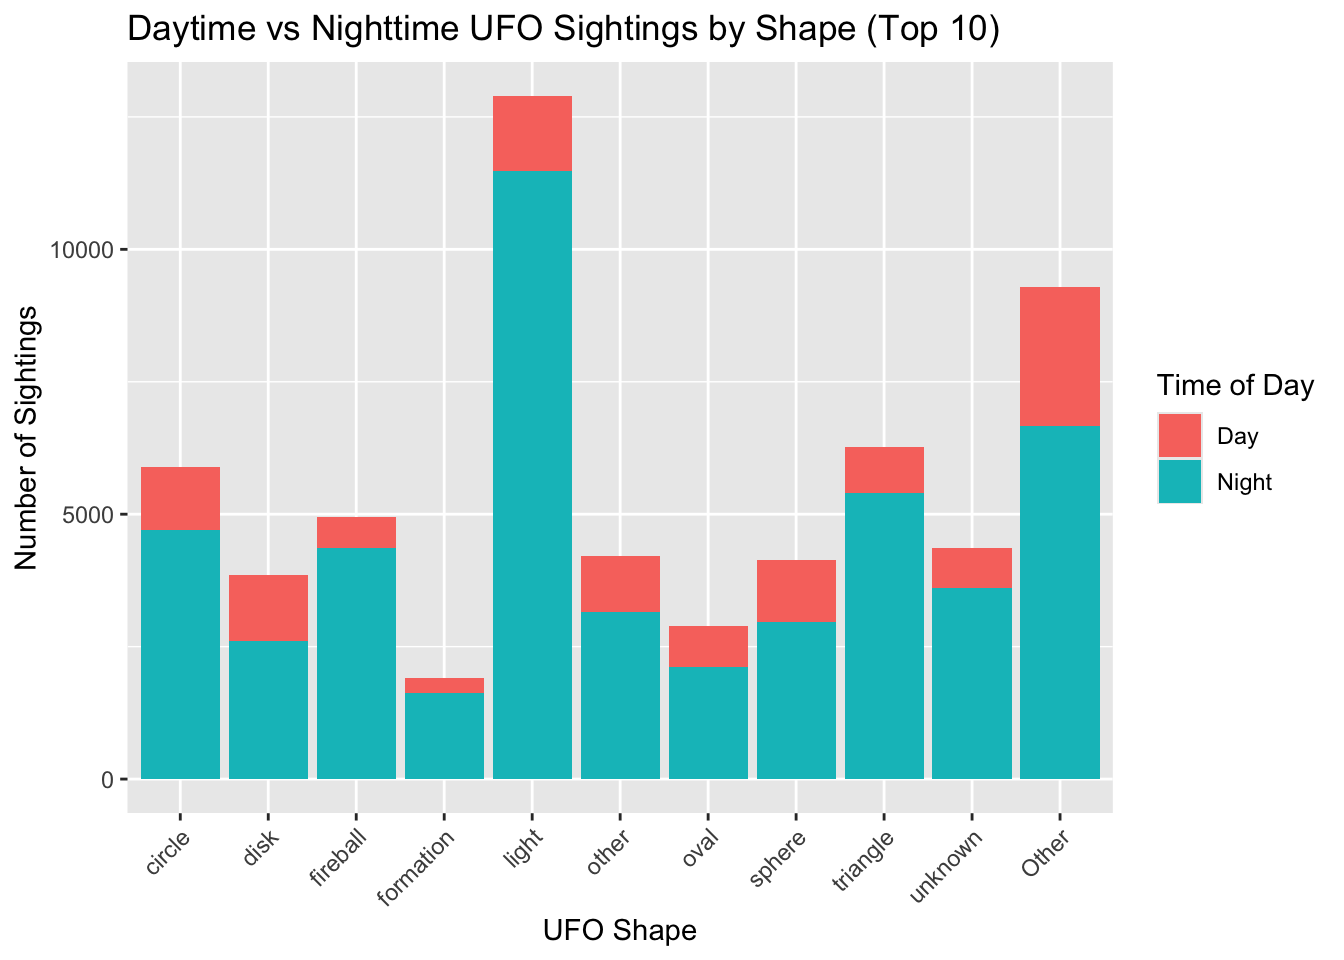 Daytime vs Nighttime UFO Sightings by Shape (Top 10)
Number of Sightings
10000
5000
0
circle
disk
fireball
formation
light
other
oval
sphere
triangle
unknown
Other
UFO Shape
Time of Day
Day
Night